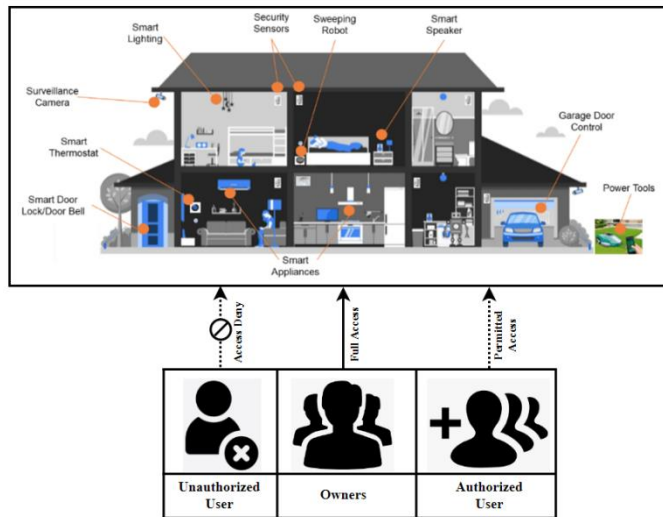 Smart
Lighting
Security
Sensors
Sweeping
Robot
Smart
Speaker
Surveillance
Camera
Garage Door
Control
Smart
Thermostat
Smart Door
Lock/Door Bell
Power Tools
Smart
Appliances
Access Deny
Full Access
Permitted
Access
Unauthorized
User
Owners
Authorized
User